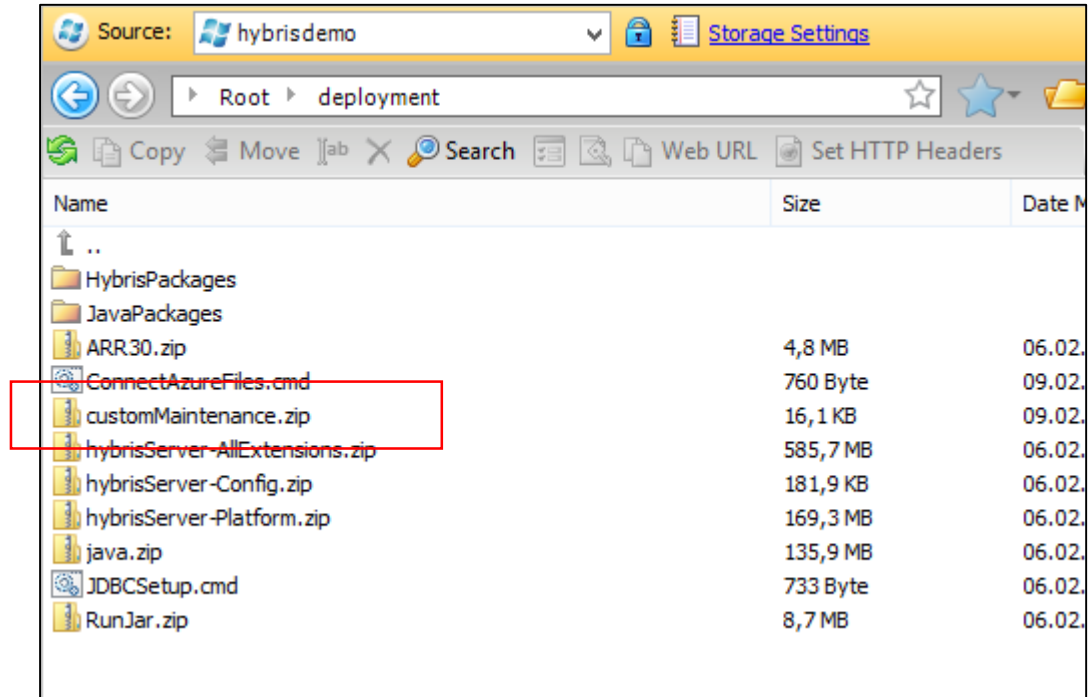 Source: hybrisdemo Storage Settings
Root deployment
Copy Move ab Search Web URL Set HTTP Headers
Name Size Date M
..
HybrisPackages
JavaPackages
ARR30.zip 4,8 MB 06.02.
ConnectAzureFiles.cmd 760 Byte 09.02.
customMaintenance.zip 16,1 KB 09.02.
hybrisServer-AllExtensions.zip 585,7 MB 06.02.
hybrisServer-Config.zip 181,9 KB 06.02.
hybrisServer-Platform.zip 169,3 MB 06.02.
java.zip 135,9 MB 06.02.
JDBCSetup.cmd 733 Byte 06.02.
RunJar.zip 8,7 MB 06.02.